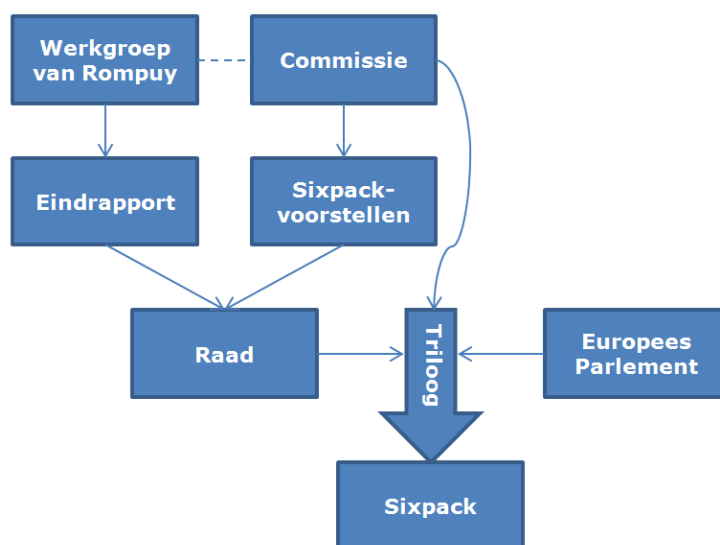 Werkgroep
van Rompuy
Commissie
Eindrapport
Sixpack-
voorstellen
Raad
Triloog
Europees
Parlement
Sixpack